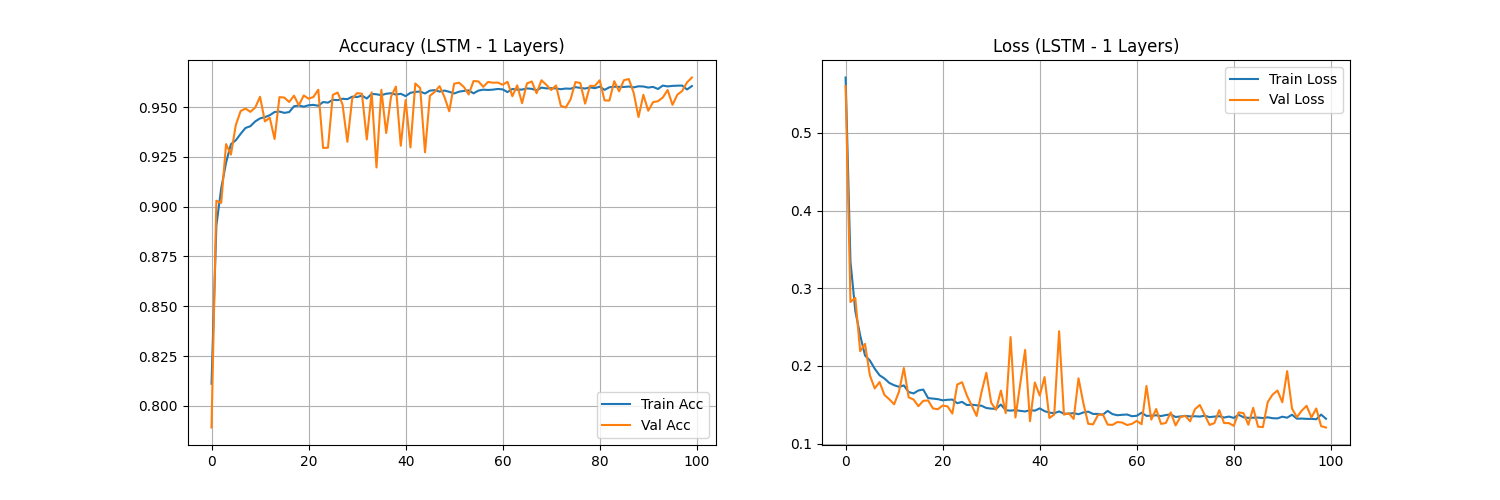 Accuracy (LSTM - 1 Layers)
0.950
0.925
0.900
0.875
0.850
0.825
0.800
0 20 40 60 80 100
Train Acc
Val Acc
Loss (LSTM - 1 Layers)
0.5
0.4
0.3
0.2
0.1
0 20 40 60 80 100
Train Loss
Val Loss